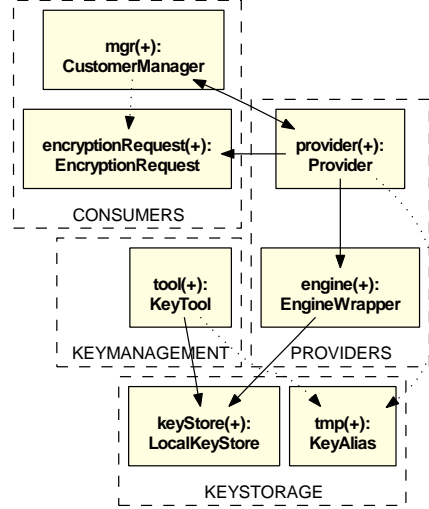 mgr(+):
CustomerManager
encryptionRequest(+):
EncryptionRequest
CONSUMERS
provider(+):
Provider
tool(+):
KeyTool
KEYMANAGEMENT
engine(+):
EngineWrapper
PROVIDERS
keyStore(+):
LocalKeyStore
tmp(+):
KeyAlias
KEYSTORAGE